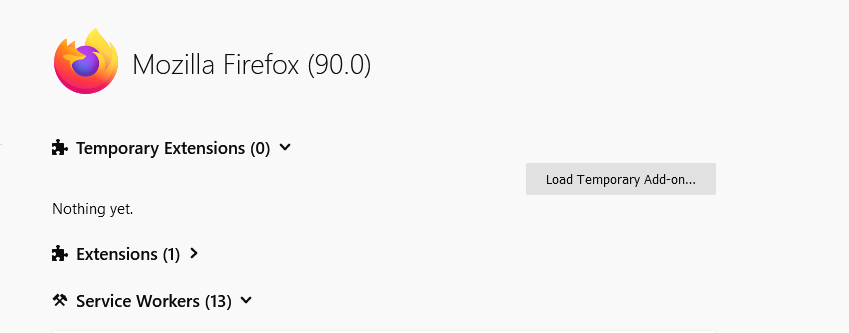 Mozilla Firefox (90.0)
Temporary Extensions (0)
Load Temporary Add-on...
Nothing yet.
Extensions (1)
Service Workers (13)